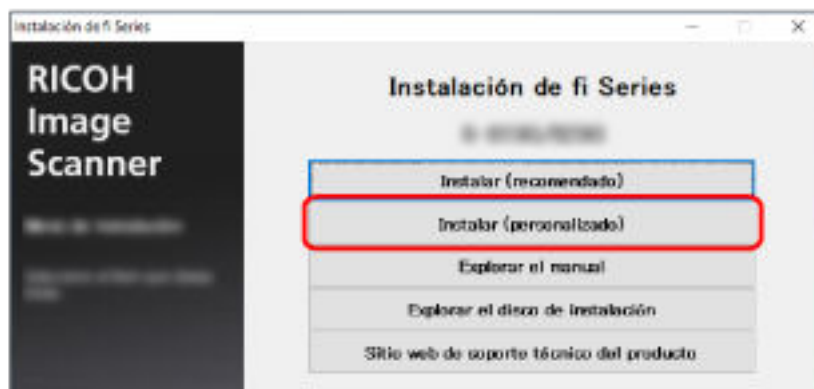 Instalación de fi Series
RICOH
Image
Scanner
Instalación de fi Series
Instalar (recomendado)
Instalar (personalizado)
Explorar el manual
Explorar el disco de instalación
Sitio web de soporte técnico del producto